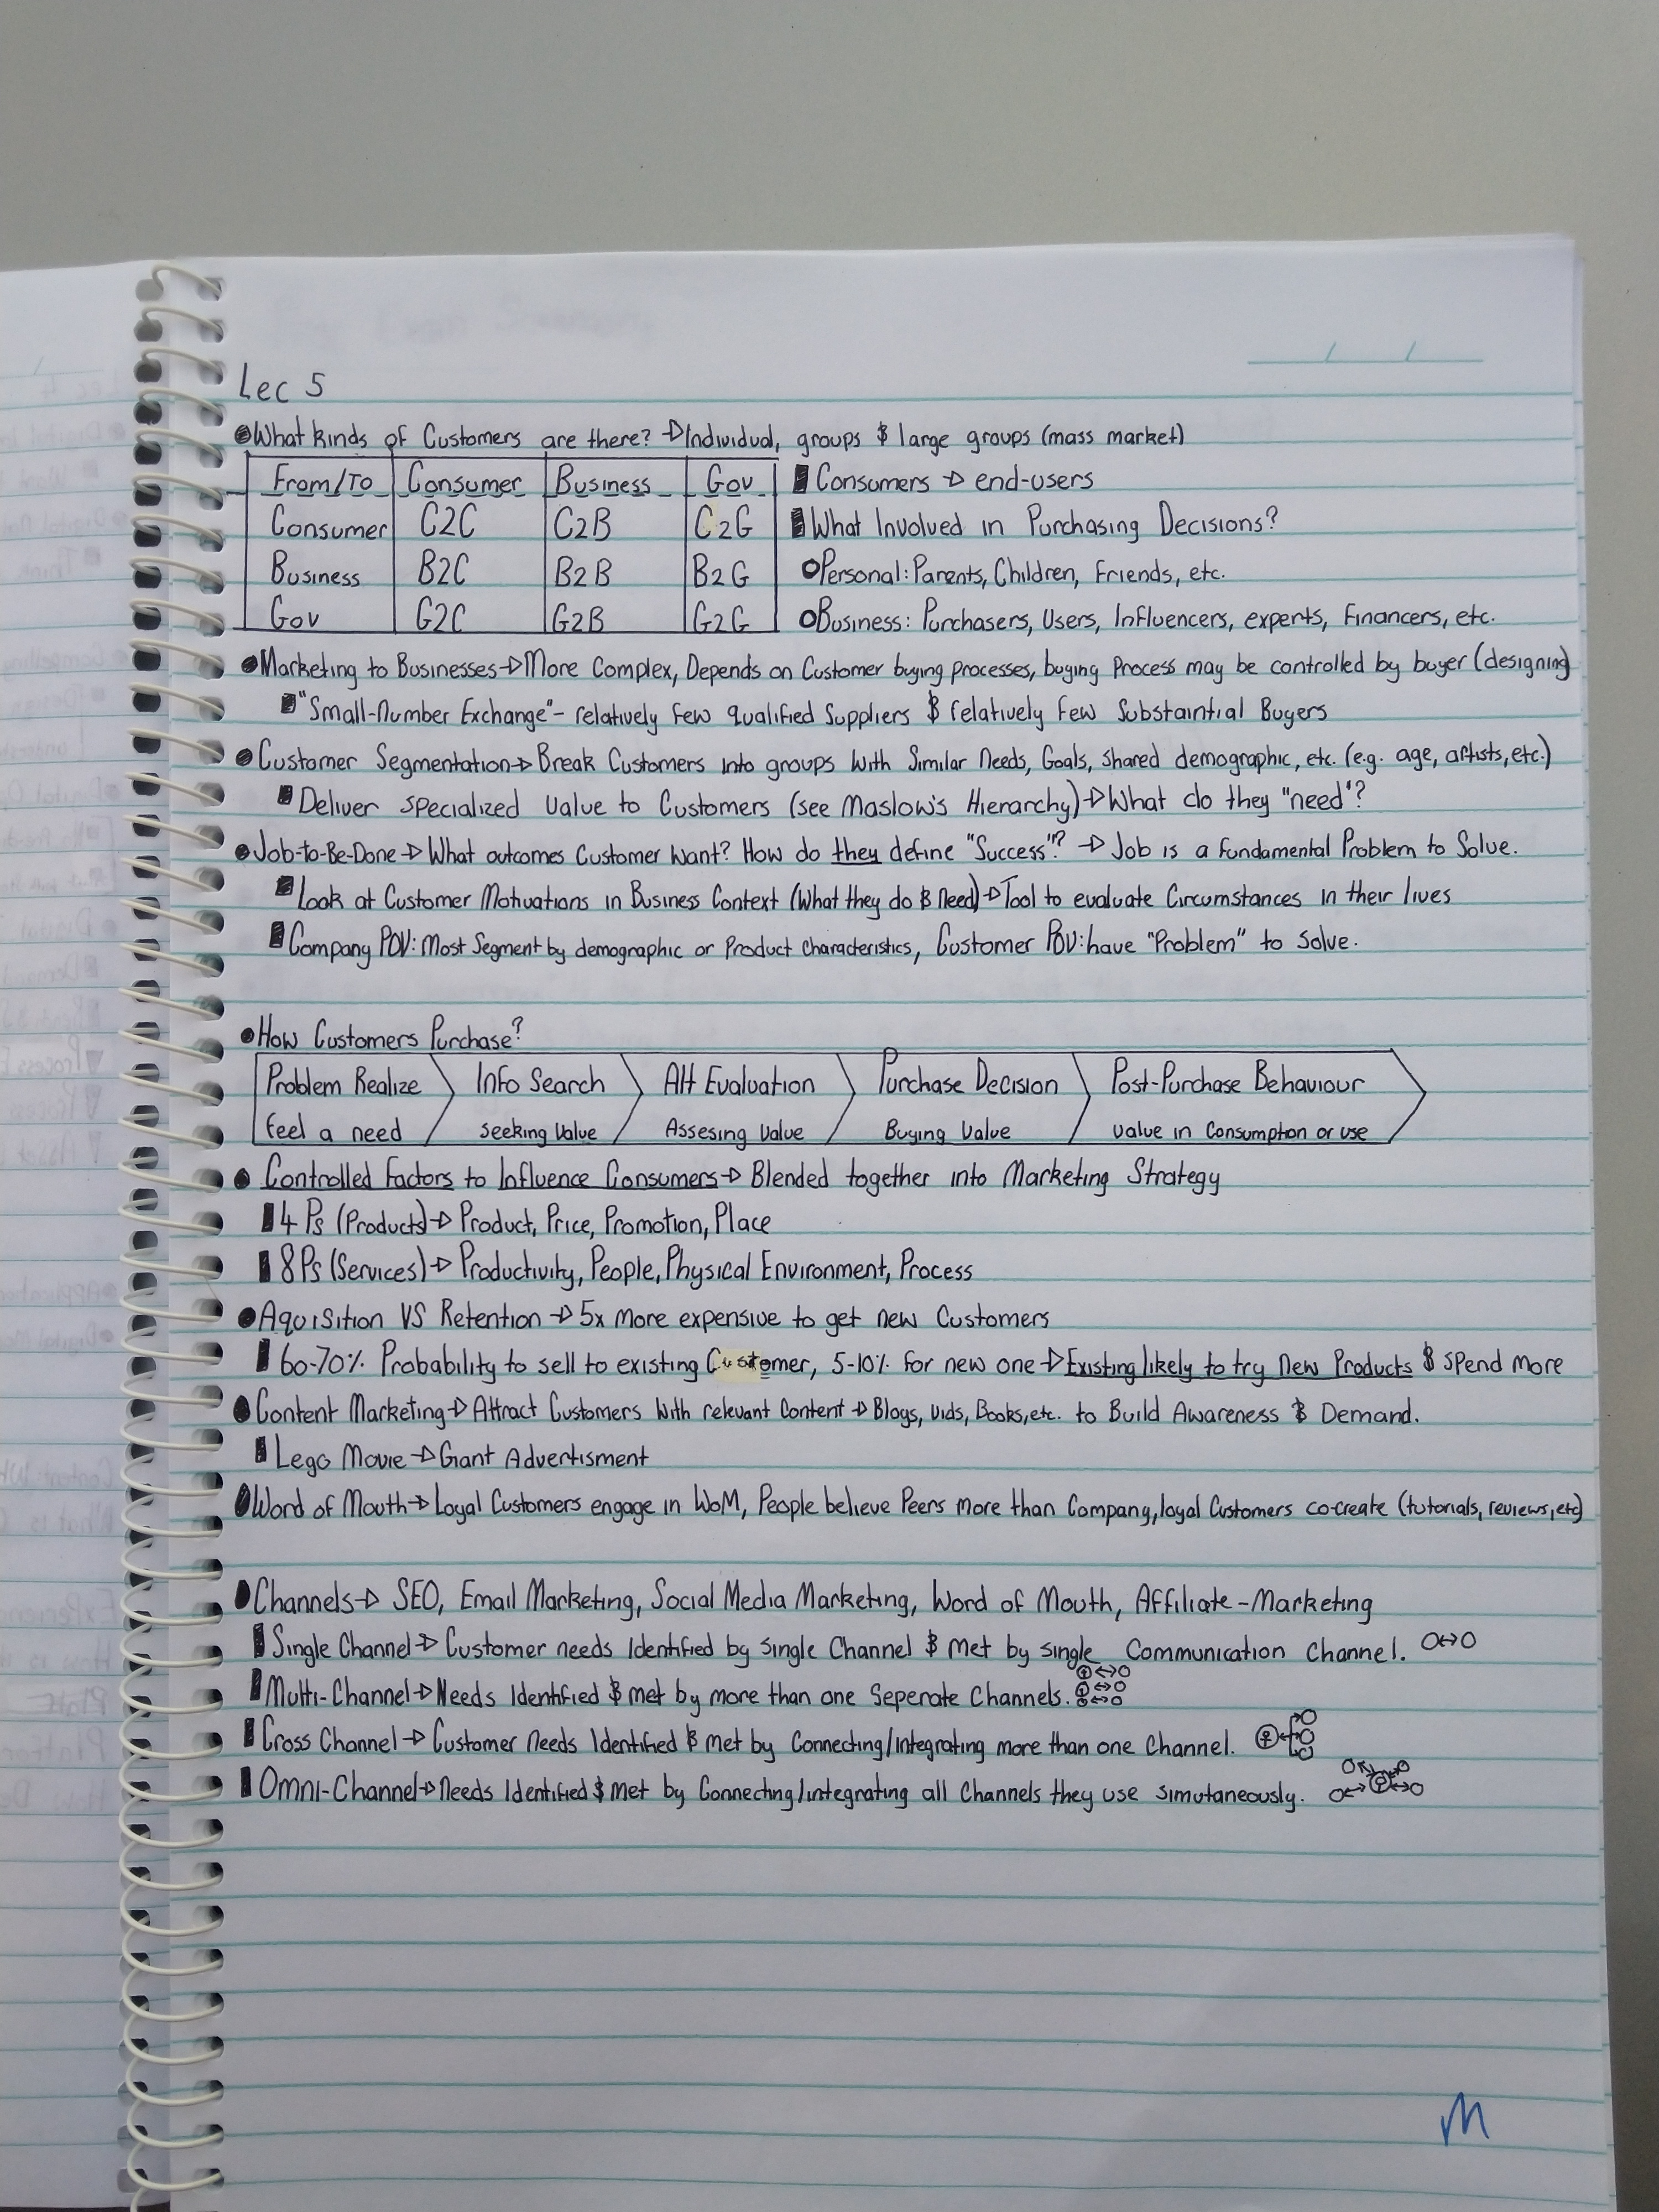 Lec 5
What kinds of Customers are there? → Individual, groups & large groups (mass market)
From/To Consumer Business Gov
Consumer C2C C2B C2G
Business B2C B2B B2G
Gov G2C G2B G2G
Consumers → end-users
What Involved in Purchasing Decisions?
Personal: Parents, Children, Friends, etc.
Business: Purchasers, Users, Influencers, experts, Financers, etc.
Marketing to Businesses → More Complex, Depends on Customer buying processes, buying Process may be controlled by buyer (designing)
"Small-Number Exchange" - relatively few qualified Suppliers & relatively few Substaintial Buyers
Customer Segmentation → Break Customers into groups with Similar Needs, Goals, shared demographic, etc. (e.g. age, artists, etc.)
Deliver specialized value to Customers (see Maslow's Hierarchy) → What do they "need"?
Job-to-Be-Done → What outcomes Customer want? How do they define "Success"? → Job is a fundamental Problem to Solve.
Look at Customer Motivations in Business Context (What they do & Need) → Tool to evaluate Circumstances in their lives
Company POV: Most Segment by demographic or Product Characteristics, Customer POV: have "Problem" to solve.
How Customers Purchase?
Problem Realize Info Search Alt Evaluation Purchase Decision Post-Purchase Behaviour
Feel a need Seeking Value Assesing Value Buying Value Value in Consumption or use
Controlled Factors to Influence Consumers → Blended together into Marketing Strategy
4 Ps (Products) → Product, Price, Promotion, Place
8Ps (Services) → Productivity, People, Physical Environment, Process
Aquisition VS Retention → 5x more expensive to get new Customers
60-70% Probability to sell to existing Customer, 5-10% for new one → Existing likely to try new Products & spend more
Content Marketing → Attract Customers with relevant Content → Blogs, vids, Books, etc. to Build Awareness & Demand.
Lego Movie → Giant Advertisment
Word of Mouth → Loyal Customers engage in WoM, People believe Peers more than Company, loyal Customers co-create (tutorials, reviews, etc)
Channels → SEO, Email Marketing, Social Media Marketing, Word of Mouth, Affiliate-Marketing
Single Channel → Customer needs Identified by single Channel & met by single Communication Channel.
Multi-Channel → Needs Identified & met by more than one Seperate Channels.
Cross Channel → Customer Needs Identified & met by Connecting/Integrating more than one Channel.
Omni-Channel → Needs Identified & met by Connecting/integrating all Channels they use simutaneously.
M